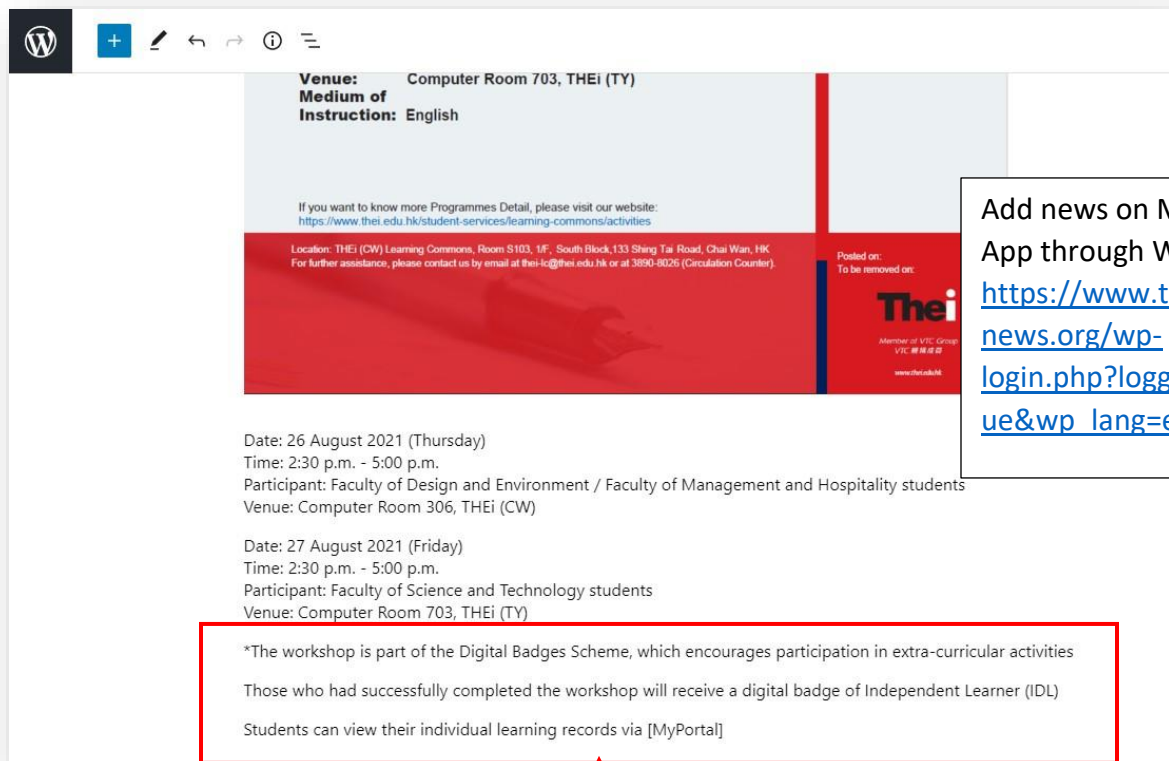 Venue: Computer Room 703, THEi (TY)
Medium of
Instruction: English
If you want to know more Programmes Detail, please visit our website:
https://www.thei.edu.hk/student-services/learning-commons/activities
Location: THEi (CW) Learning Commons, Room S103, 1/F, South Block,133 Shing Tai Road, Chai Wan, HK
For further assistance, please contact us by email at thei-lc@thei.edu.hk or at 3890-8026 (Circulation Counter).
Posted on:
To be removed on:
Thei
Member of VTC Group
VTC 機構成員
www.thei.edu.hk
Add news on M
App through W
https://www.t
news.org/wp-
login.php?logg
ue&wp_lang=e
Date: 26 August 2021 (Thursday)
Time: 2:30 p.m. - 5:00 p.m.
Participant: Faculty of Design and Environment / Faculty of Management and Hospitality students
Venue: Computer Room 306, THEi (CW)
Date: 27 August 2021 (Friday)
Time: 2:30 p.m. - 5:00 p.m.
Participant: Faculty of Science and Technology students
Venue: Computer Room 703, THEi (TY)
*The workshop is part of the Digital Badges Scheme, which encourages participation in extra-curricular activities
Those who had successfully completed the workshop will receive a digital badge of Independent Learner (IDL)
Students can view their individual learning records via [MyPortal]